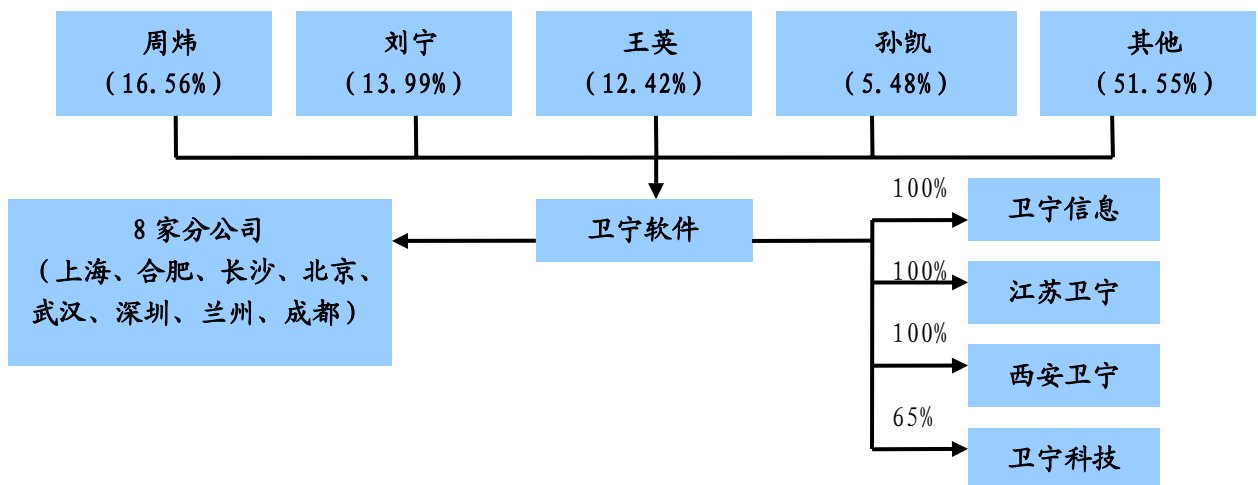 周炜
（16.56%）
刘宁
（13.99%）
王英
（12.42%）
孙凯
（5.48%）
其他
（51.55%）
8 家分公司
（上海、合肥、长沙、北京、
武汉、深圳、兰州、成都）
卫宁软件
100%
卫宁信息
100%
江苏卫宁
100%
西安卫宁
65%
卫宁科技